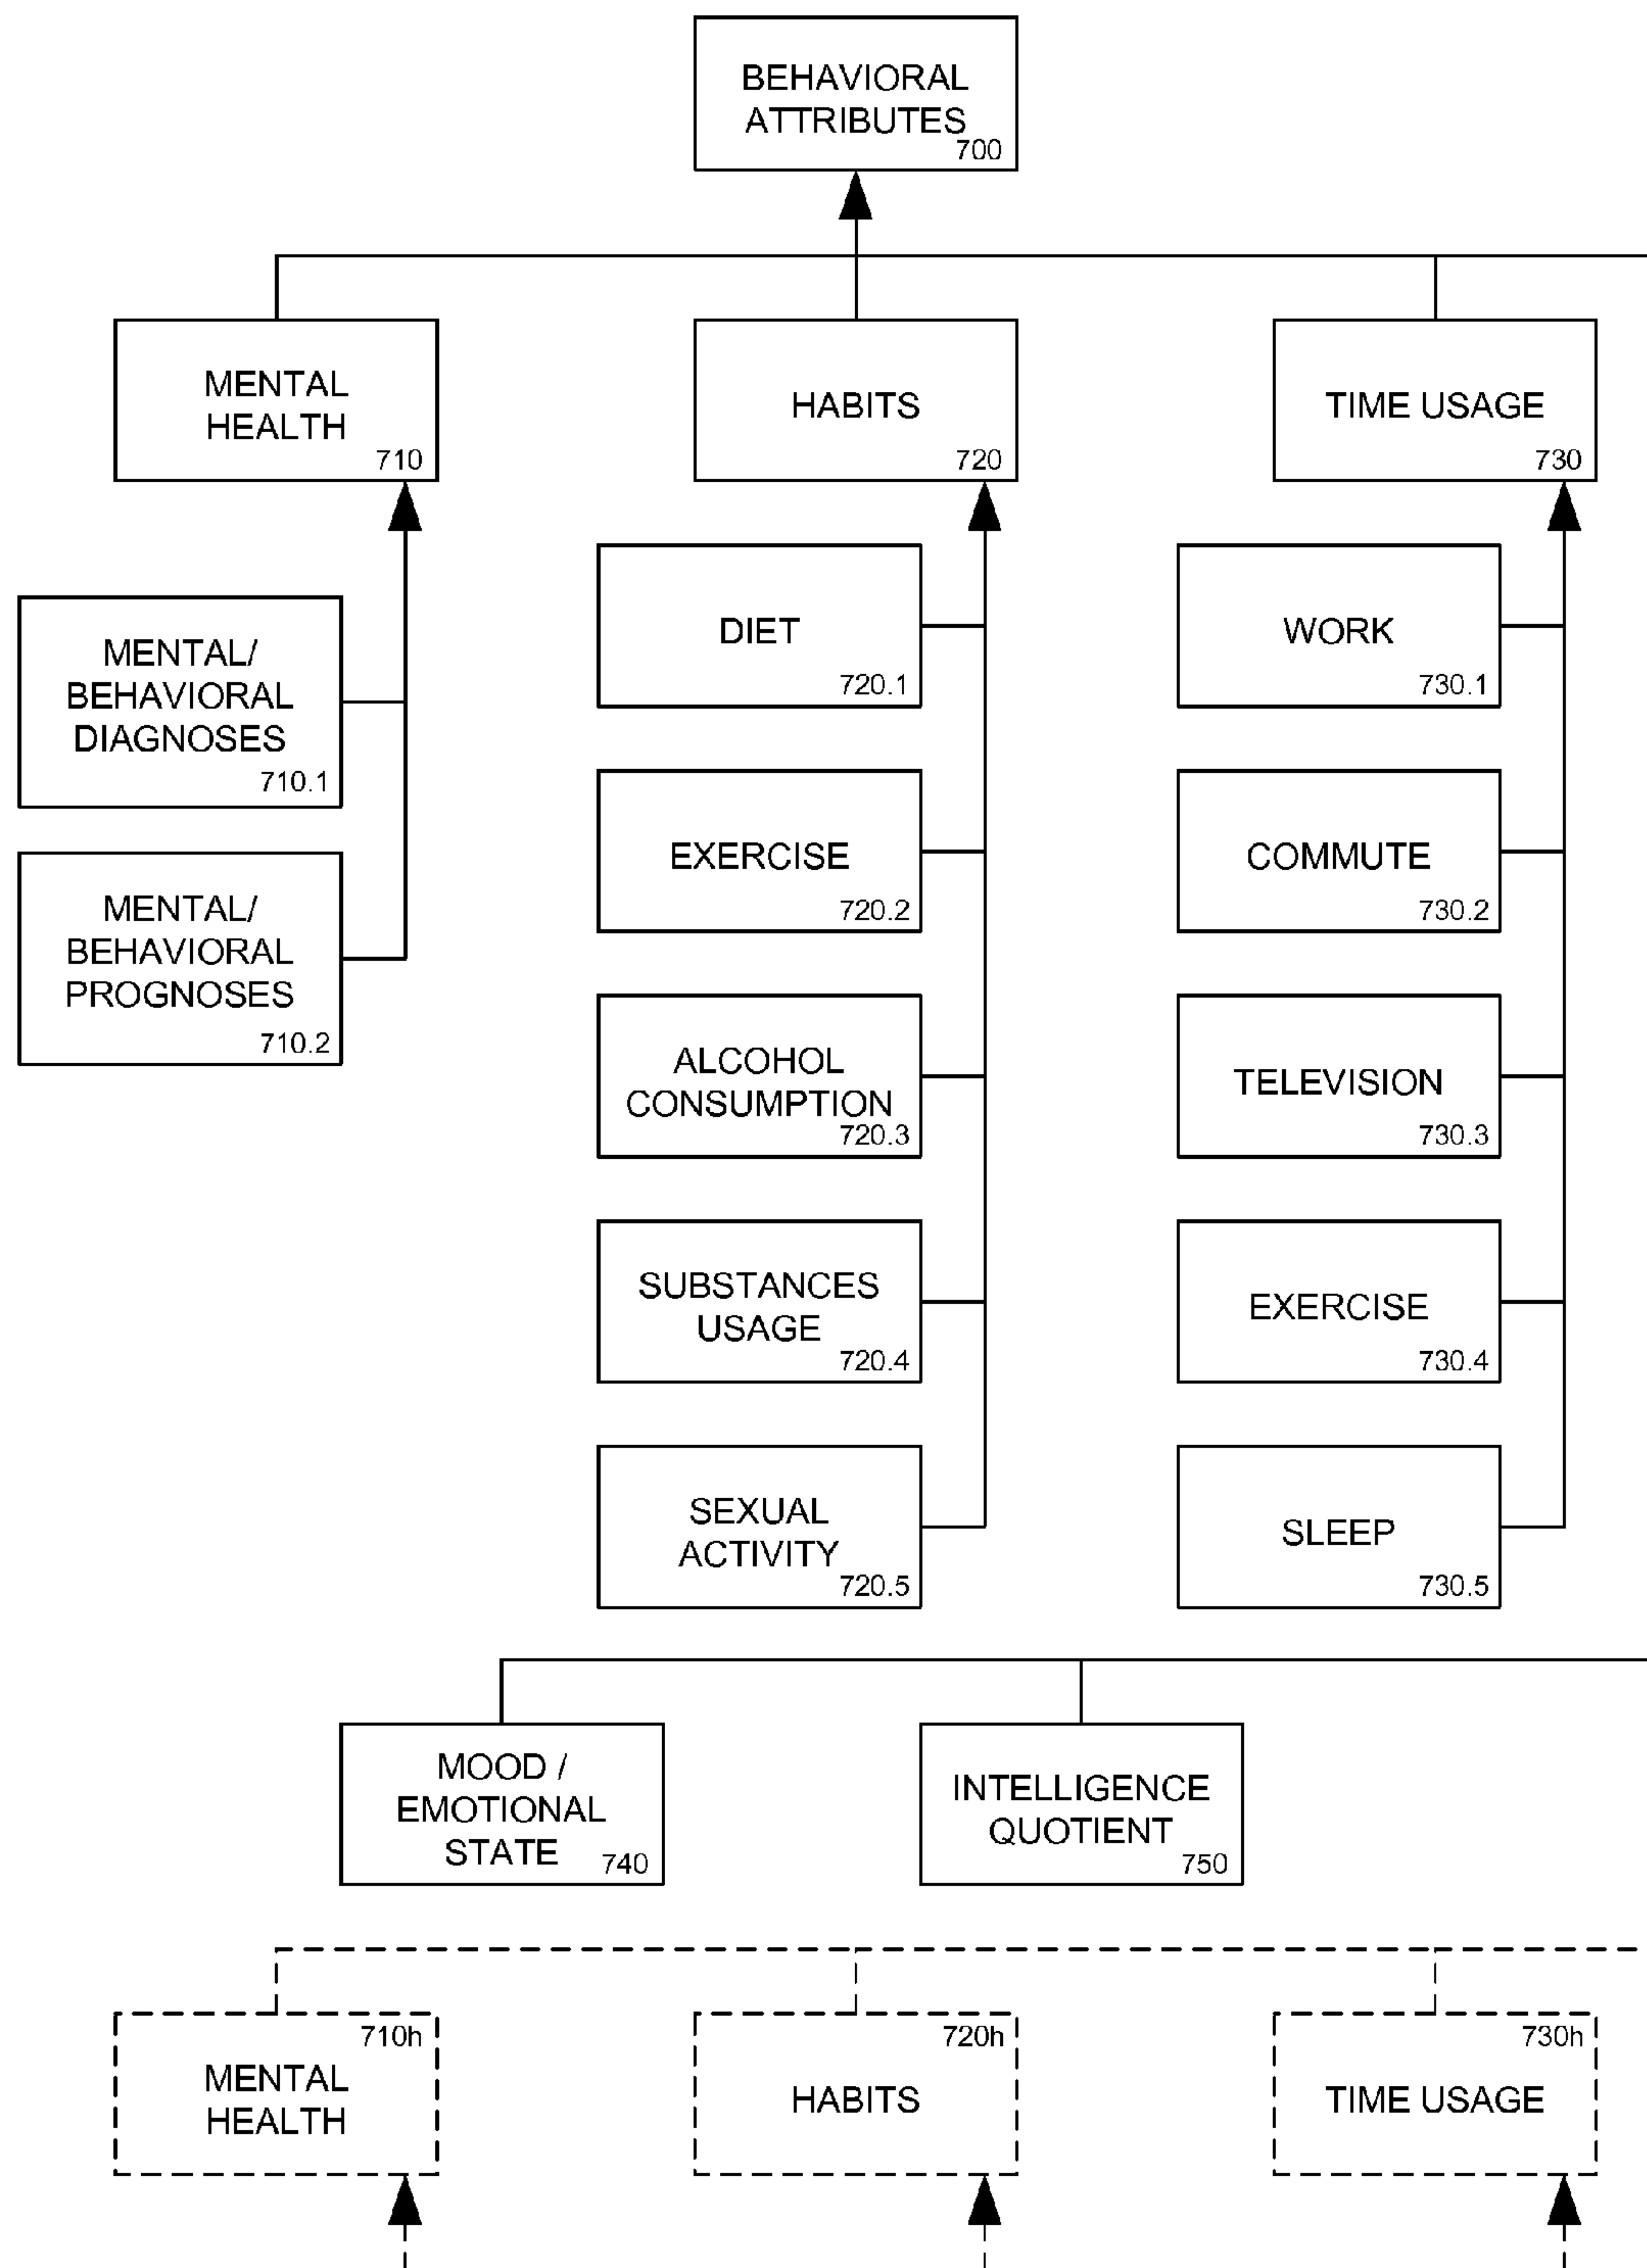 BEHAVIORAL
ATTRIBUTES
700
MENTAL
HEALTH
710
HABITS
720
TIME USAGE
730
MENTAL/
BEHAVIORAL
DIAGNOSES
710.1
MENTAL/
BEHAVIORAL
PROGNOSES
710.2
DIET
720.1
EXERCISE
720.2
ALCOHOL
CONSUMPTION
720.3
SUBSTANCES
USAGE
720.4
SEXUAL
ACTIVITY
720.5
WORK
730.1
COMMUTE
730.2
TELEVISION
730.3
EXERCISE
730.4
SLEEP
730.5
MOOD /
EMOTIONAL
STATE
740
INTELLIGENCE
QUOTIENT
750
710h
MENTAL
HEALTH
720h
HABITS
730h
TIME USAGE